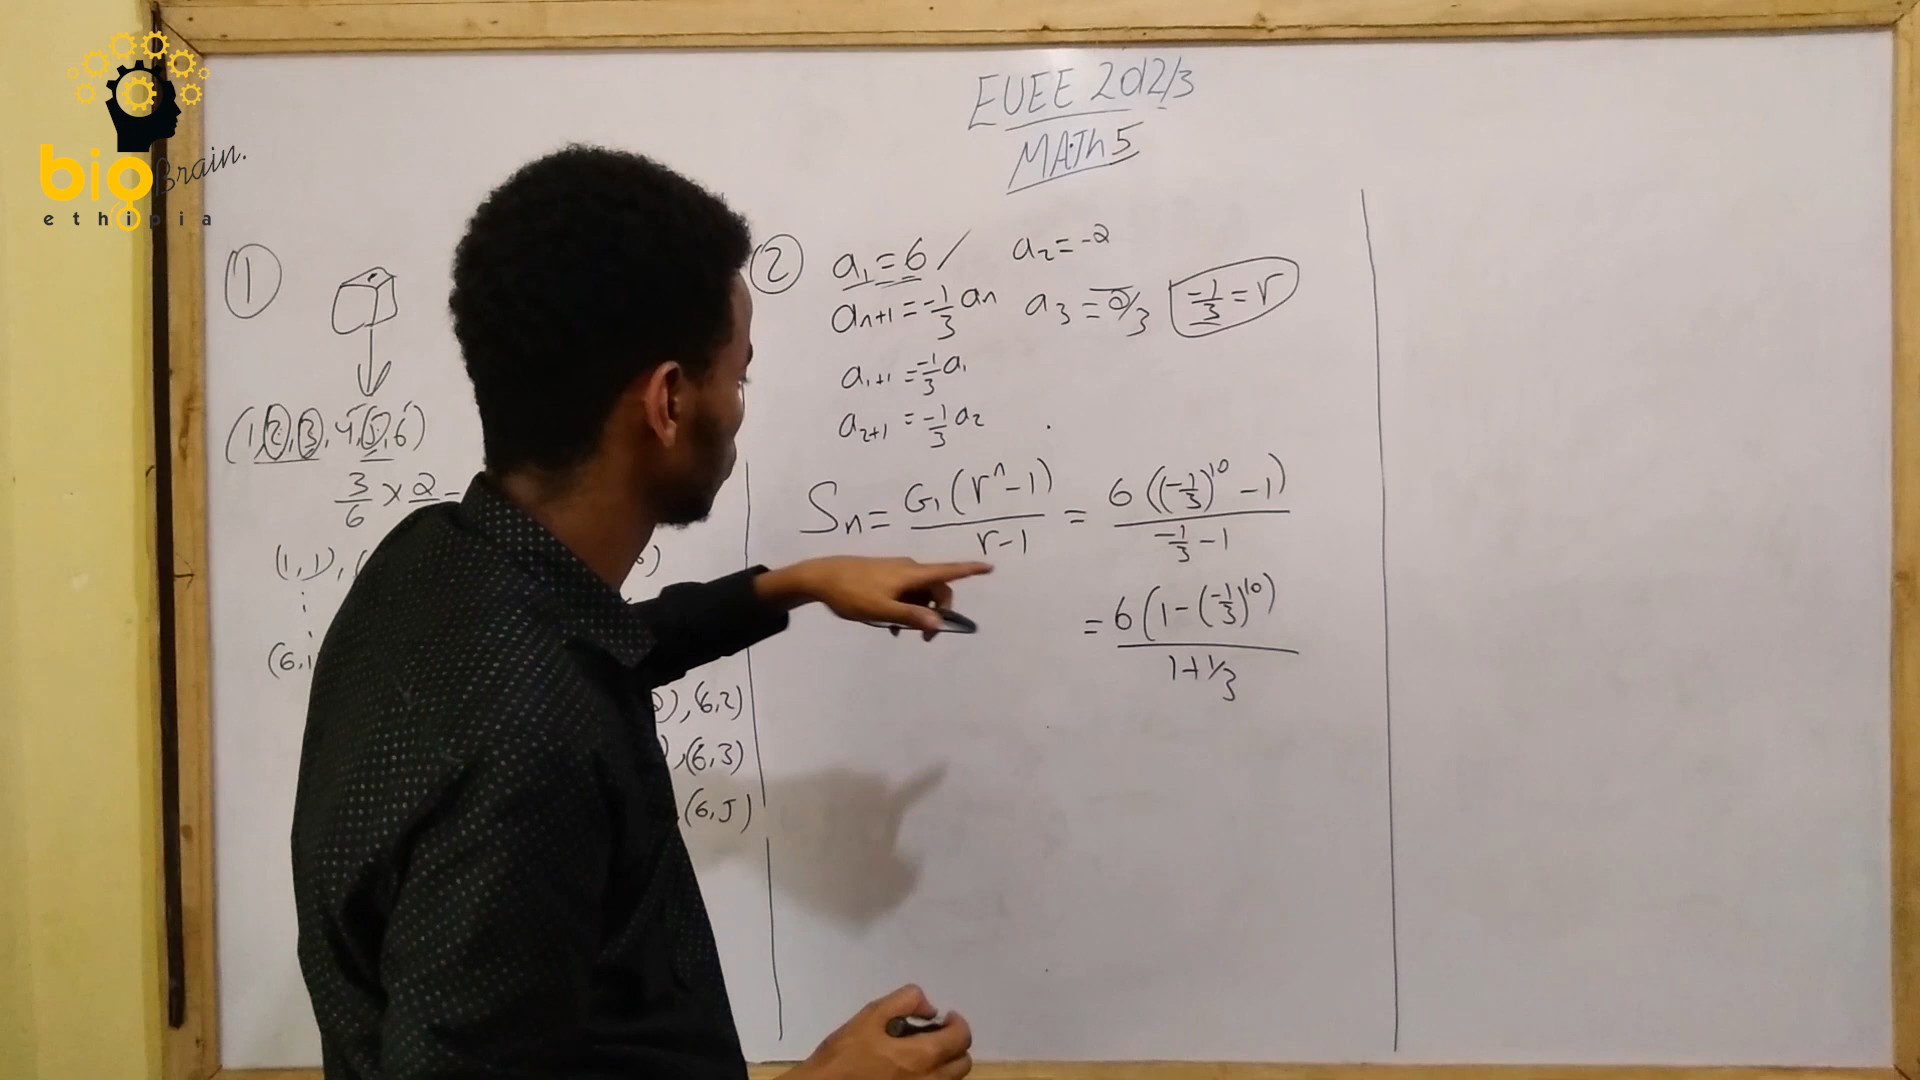 big Brain.
ethiopia
EUEE 2012/3
MATh 5
①
(1,2,3,4,5,6)
3/6 × 2
(1,1), (
(6,1
), (6,2)
), (6,3)
, (6,5)
② a₁=6 / a₂=-2
aₙ₊₁ = -1/3 aₙ a₃ = 2/3 -1/3 = r
a₁₊₁ = -1/3 a₁
a₂₊₁ = -1/3 a₂
Sₙ = G₁(rⁿ-1)/r-1 = 6((-1/3)¹⁰-1)/-1/3-1
= 6(1-(-1/3)¹⁰)/1+1/3